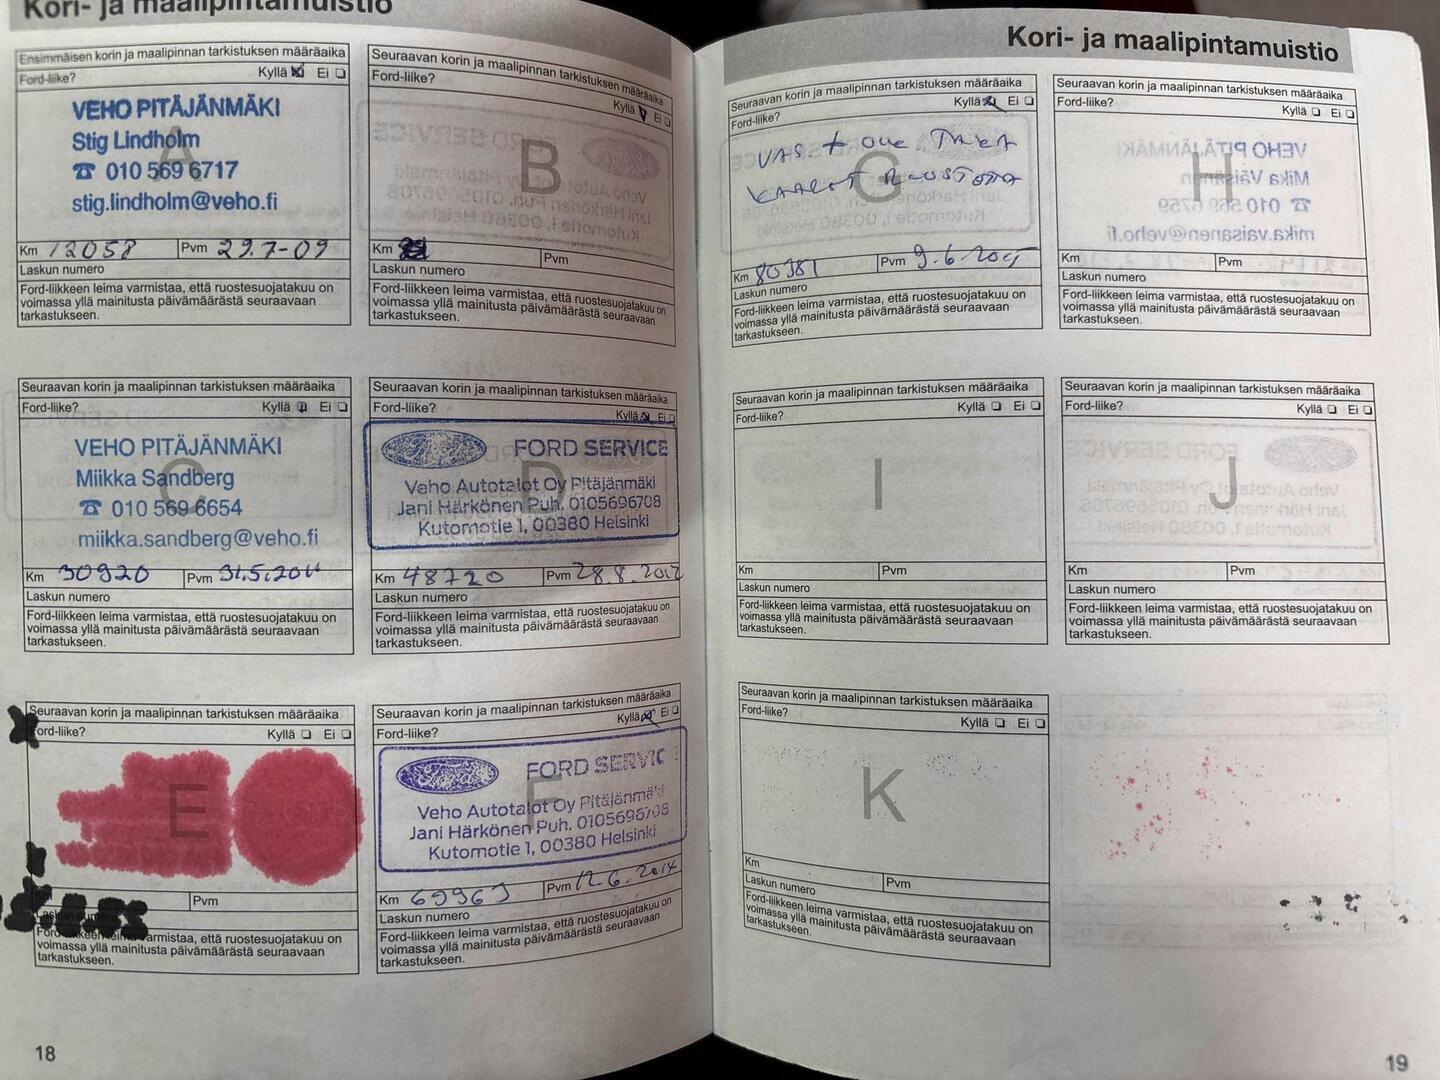 Kori- ja maalipintamuistio
Ensimmäisen korin ja maalipinnan tarkistuksen määräaika
Ford-liike? Kyllä Ei
A
VEHO PITÄJÄNMÄKI
Stig Lindholm
☎ 010 569 6717
stig.lindholm@veho.fi
Km 12058 Pvm 29.7-09
Laskun numero
Ford-liikkeen leima varmistaa, että ruostesuojatakuu on
voimassa yllä mainitusta päivämäärästä seuraavaan
tarkastukseen.
Seuraavan korin ja maalipinnan tarkistuksen määräaika
Ford-liike?
Kyllä Ei
B
Km Pvm
Laskun numero
Ford-liikkeen leima varmistaa, että ruostesuojatakuu on
voimassa yllä mainitusta päivämäärästä seuraavaan
tarkastukseen.
Seuraavan korin ja maalipinnan tarkistuksen määräaika
Ford-liike? Kyllä Ei
C
VEHO PITÄJÄNMÄKI
Miikka Sandberg
☎ 010 569 6654
miikka.sandberg@veho.fi
Km 30920 Pvm 31.5.2011
Laskun numero
Ford-liikkeen leima varmistaa, että ruostesuojatakuu on
voimassa yllä mainitusta päivämäärästä seuraavaan
tarkastukseen.
Seuraavan korin ja maalipinnan tarkistuksen määräaika
Ford-liike? Kyllä Ei
D
FORD SERVICE
Veho Autotalot Oy Pitäjänmäki
Jani Härkönen Puh. 0105696708
Kutomotie 1, 00380 Helsinki
Km 48720 Pvm 28.8.2012
Laskun numero
Ford-liikkeen leima varmistaa, että ruostesuojatakuu on
voimassa yllä mainitusta päivämäärästä seuraavaan
tarkastukseen.
Seuraavan korin ja maalipinnan tarkistuksen määräaika
Ford-liike? Kyllä Ei
E
Pvm
Laskun numero
Ford-liikkeen leima varmistaa, että ruostesuojatakuu on
voimassa yllä mainitusta päivämäärästä seuraavaan
tarkastukseen.
Seuraavan korin ja maalipinnan tarkistuksen määräaika
Ford-liike? Kyllä Ei
F
FORD SERVIC
Veho Autotalot Oy Pitäjänmäki
Jani Härkönen Puh. 0105696708
Kutomotie 1, 00380 Helsinki
Km 69969 Pvm 12.6.2014
Laskun numero
Ford-liikkeen leima varmistaa, että ruostesuojatakuu on
voimassa yllä mainitusta päivämäärästä seuraavaan
tarkastukseen.
18
Kori- ja maalipintamuistio
Seuraavan korin ja maalipinnan tarkistuksen määräaika
Ford-liike? Kyllä Ei
G
VAS. + OIK TAKA
KAARET RUOSTETTA
Km 80381 Pvm 9.6.2015
Laskun numero
Ford-liikkeen leima varmistaa, että ruostesuojatakuu on
voimassa yllä mainitusta päivämäärästä seuraavaan
tarkastukseen.
Seuraavan korin ja maalipinnan tarkistuksen määräaika
Ford-liike?
Kyllä Ei
H
Km Pvm
Laskun numero
Ford-liikkeen leima varmistaa, että ruostesuojatakuu on
voimassa yllä mainitusta päivämäärästä seuraavaan
tarkastukseen.
Seuraavan korin ja maalipinnan tarkistuksen määräaika
Ford-liike? Kyllä Ei
I
Km Pvm
Laskun numero
Ford-liikkeen leima varmistaa, että ruostesuojatakuu on
voimassa yllä mainitusta päivämäärästä seuraavaan
tarkastukseen.
Seuraavan korin ja maalipinnan tarkistuksen määräaika
Ford-liike? Kyllä Ei
J
Km Pvm
Laskun numero
Ford-liikkeen leima varmistaa, että ruostesuojatakuu on
voimassa yllä mainitusta päivämäärästä seuraavaan
tarkastukseen.
Seuraavan korin ja maalipinnan tarkistuksen määräaika
Ford-liike? Kyllä Ei
K
Km
Pvm
Laskun numero
Ford-liikkeen leima varmistaa, että ruostesuojatakuu on
voimassa yllä mainitusta päivämäärästä seuraavaan
tarkastukseen.
19